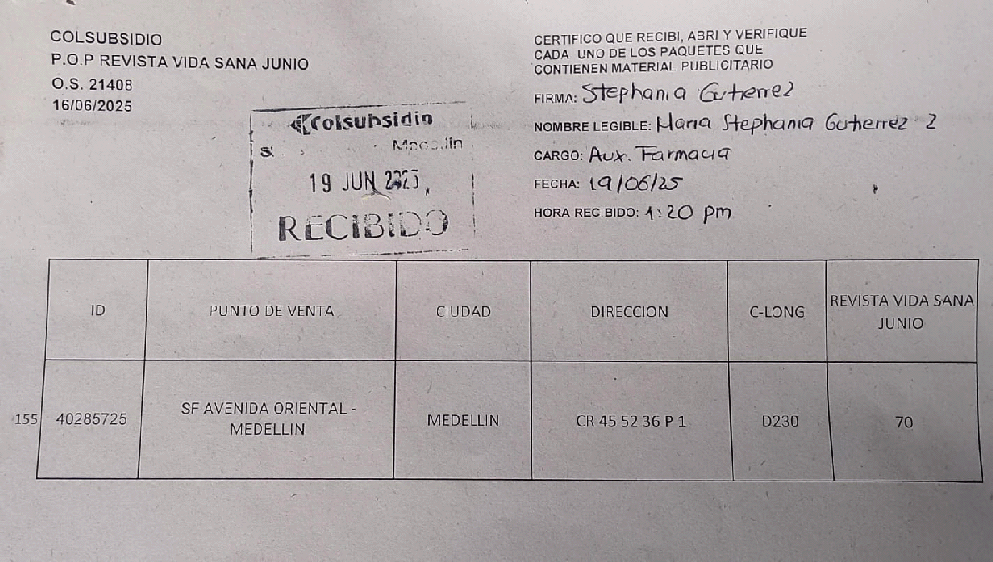 COLSUBSIDIO
P.O.P REVISTA VIDA SANA JUNIO
O.S. 21408
16/06/2025
CERTIFICO QUE RECIBI, ABRI Y VERIFIQUE
CADA UNO DE LOS PAQUETES QUE
CONTIENEN MATERIAL PUBLICITARIO
FIRMA: Stephania Gutierrez
NOMBRE LEGIBLE: Maria Stephania Gutierrez Z
CARGO: Aux. Farmacia
FECHA: 19/06/25
HORA RECIBIDO: 1:20 pm
Colsubsidio
Medellin
19 JUN 2025
RECIBIDO
ID PUNTO DE VENTA CIUDAD DIRECCION C-LONG REVISTA VIDA SANA JUNIO
155 40285725 SF AVENIDA ORIENTAL - MEDELLIN MEDELLIN CR 45 52 36 P 1 D230 70